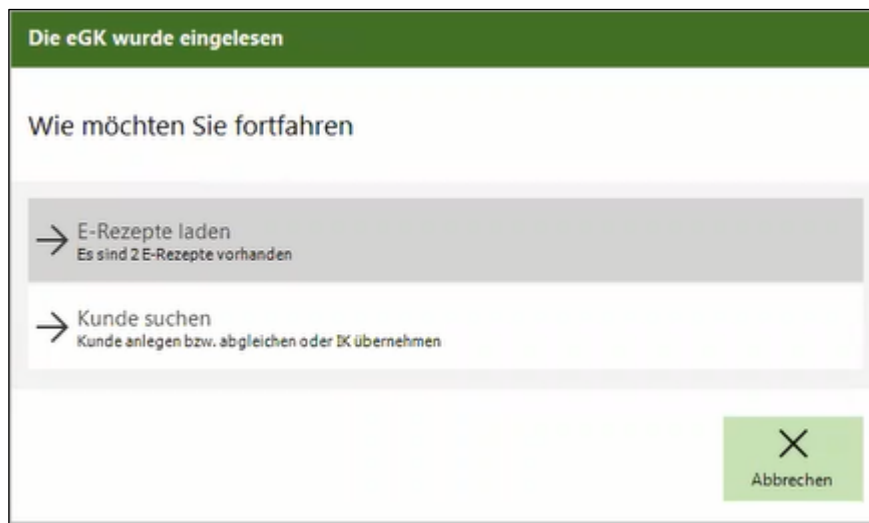 Die eGK wurde eingelesen
Wie möchten Sie fortfahren
E-Rezepte laden
Es sind 2 E-Rezepte vorhanden
Kunde suchen
Kunde anlegen bzw. abgleichen oder IK übernehmen
Abbrechen